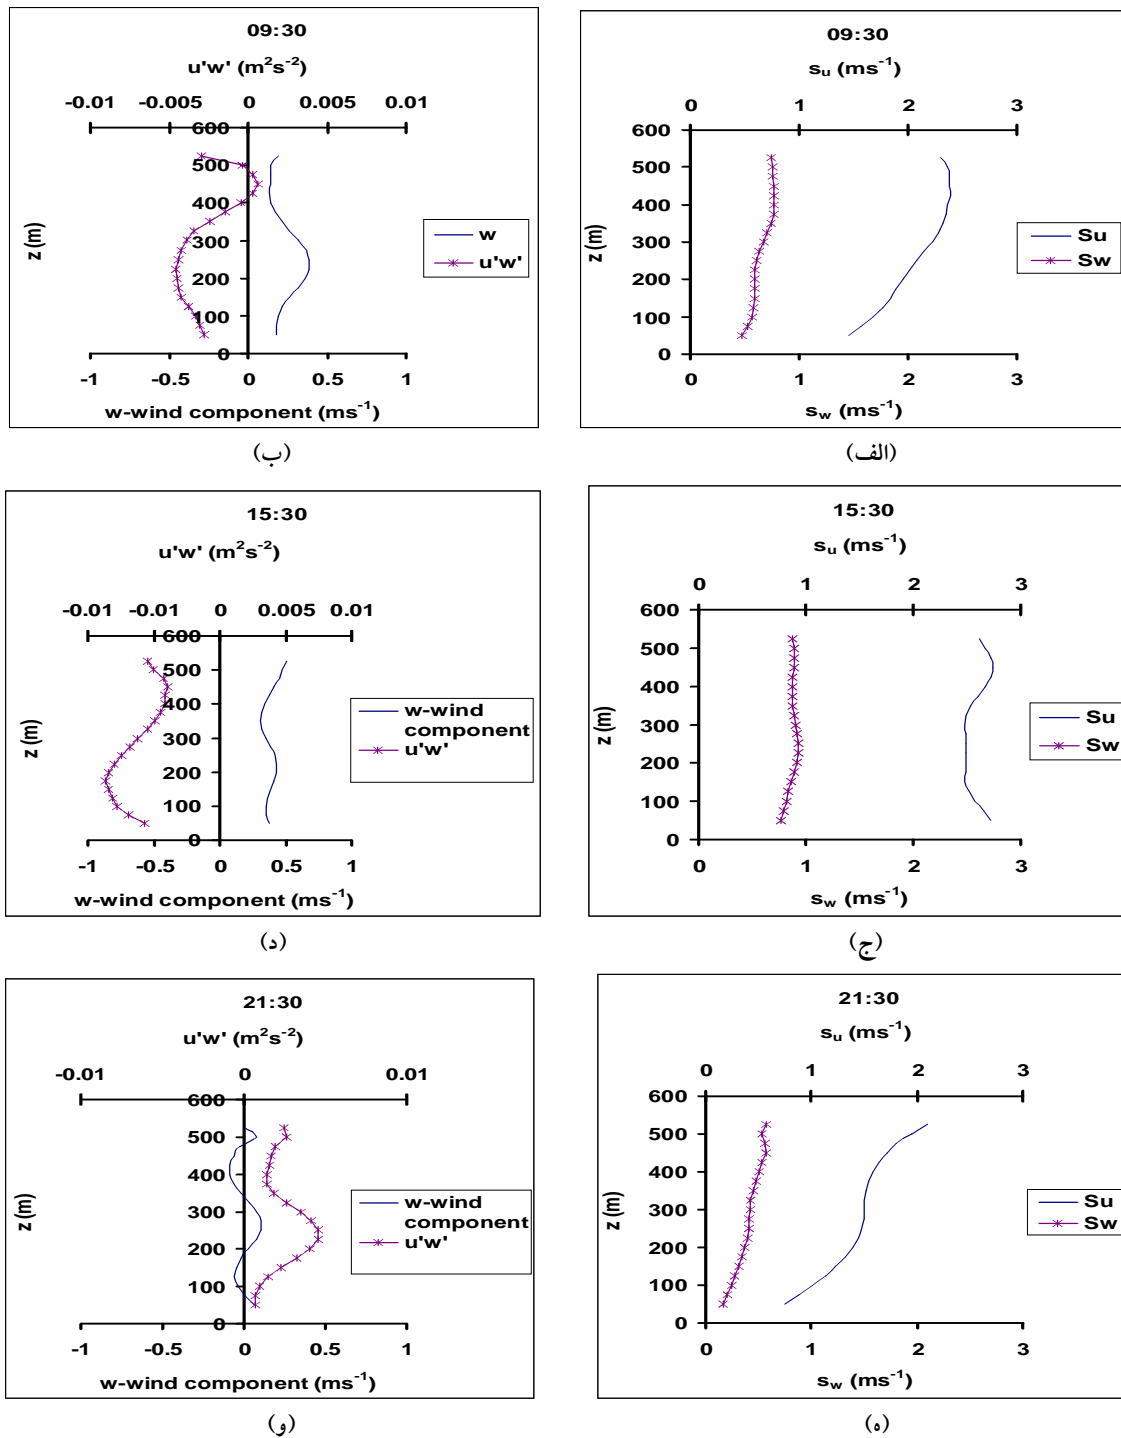 09:30
u'w' (m²s⁻²)
-0.01 -0.005 0 0.005 0.01
600
500
400
300
200
100
0
z (m)
w
u'w'
-1 -0.5 0 0.5 1
w-wind component (ms⁻¹)
(ب)
09:30
s_u (ms⁻¹)
0 1 2 3
600
500
400
300
200
100
0
z (m)
Su
Sw
0 1 2 3
s_w (ms⁻¹)
(الف)
15:30
u'w' (m²s⁻²)
-0.01 -0.01 0 0.005 0.01
600
500
400
300
200
100
0
z (m)
w-wind
component
u'w'
-1 -0.5 0 0.5 1
w-wind component (ms⁻¹)
(د)
15:30
s_u (ms⁻¹)
0 1 2 3
600
500
400
300
200
100
0
z (m)
Su
Sw
0 1 2 3
s_w (ms⁻¹)
(ج)
21:30
u'w' (m²s⁻²)
-0.01 0 0.01
600
500
400
300
200
100
0
z (m)
w-wind
component
u'w'
-1 -0.5 0 0.5 1
w-wind component (ms⁻¹)
(و)
21:30
s_u (ms⁻¹)
0 1 2 3
600
500
400
300
200
100
0
z (m)
Su
Sw
0 1 2 3
s_w (ms⁻¹)
(ه)